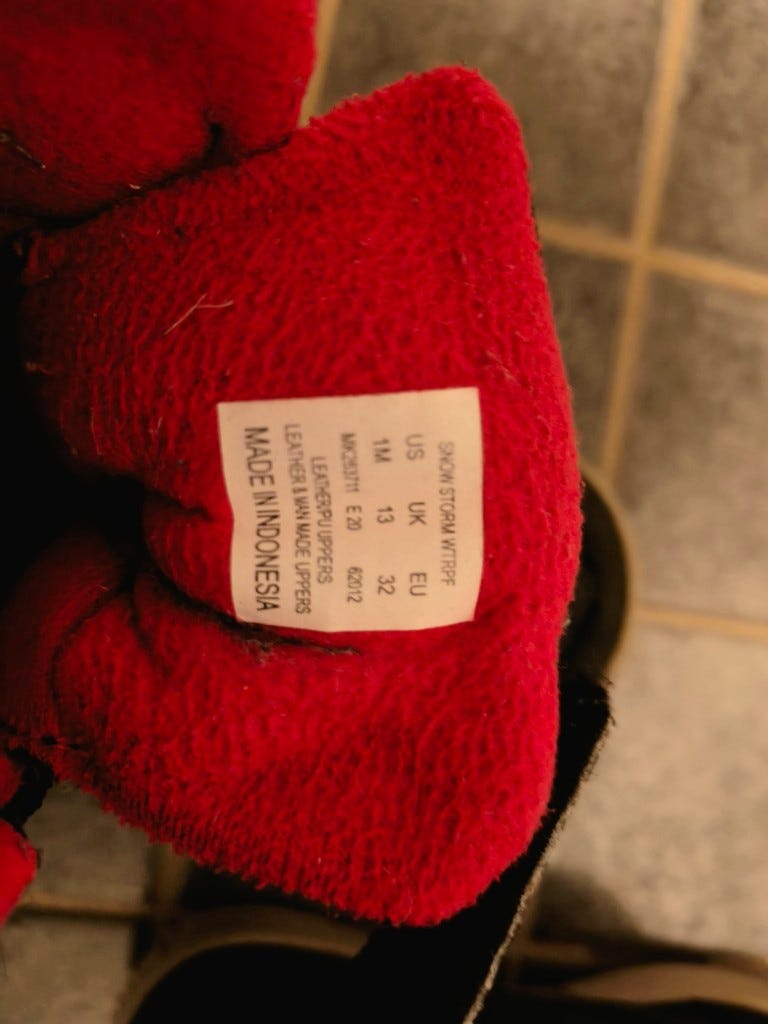 SNOW STORM WTRPF
US UK EU
1M 13 32
MK263711 E 20 62012
LEATHER/PU UPPERS
LEATHER & MAN MADE UPPERS
MADE IN INDONESIA